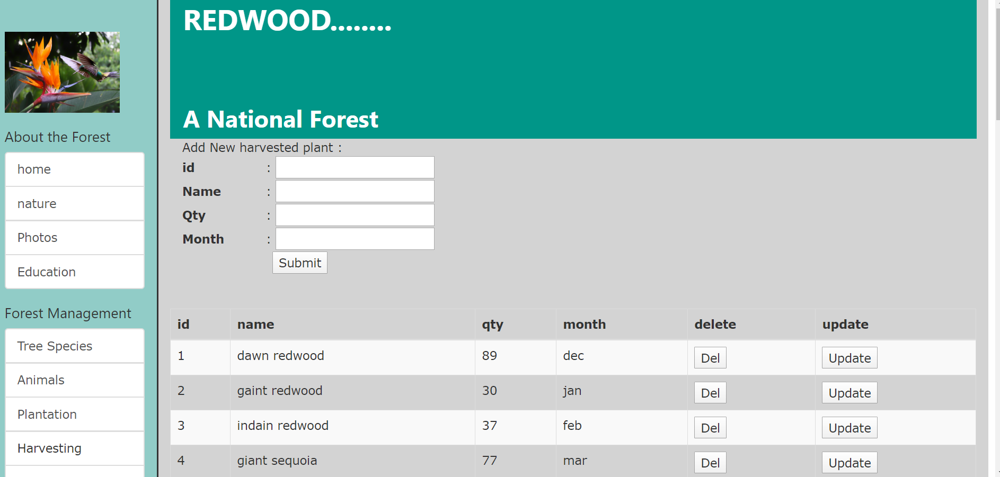 REDWOOD........
A National Forest
About the Forest
home
nature
Photos
Education
Forest Management
Tree Species
Animals
Plantation
Harvesting
Add New harvested plant :
id :
Name :
Qty :
Month :
Submit
id name qty month delete update
1 dawn redwood 89 dec Del Update
2 gaint redwood 30 jan Del Update
3 indain redwood 37 feb Del Update
4 giant sequoia 77 mar Del Update